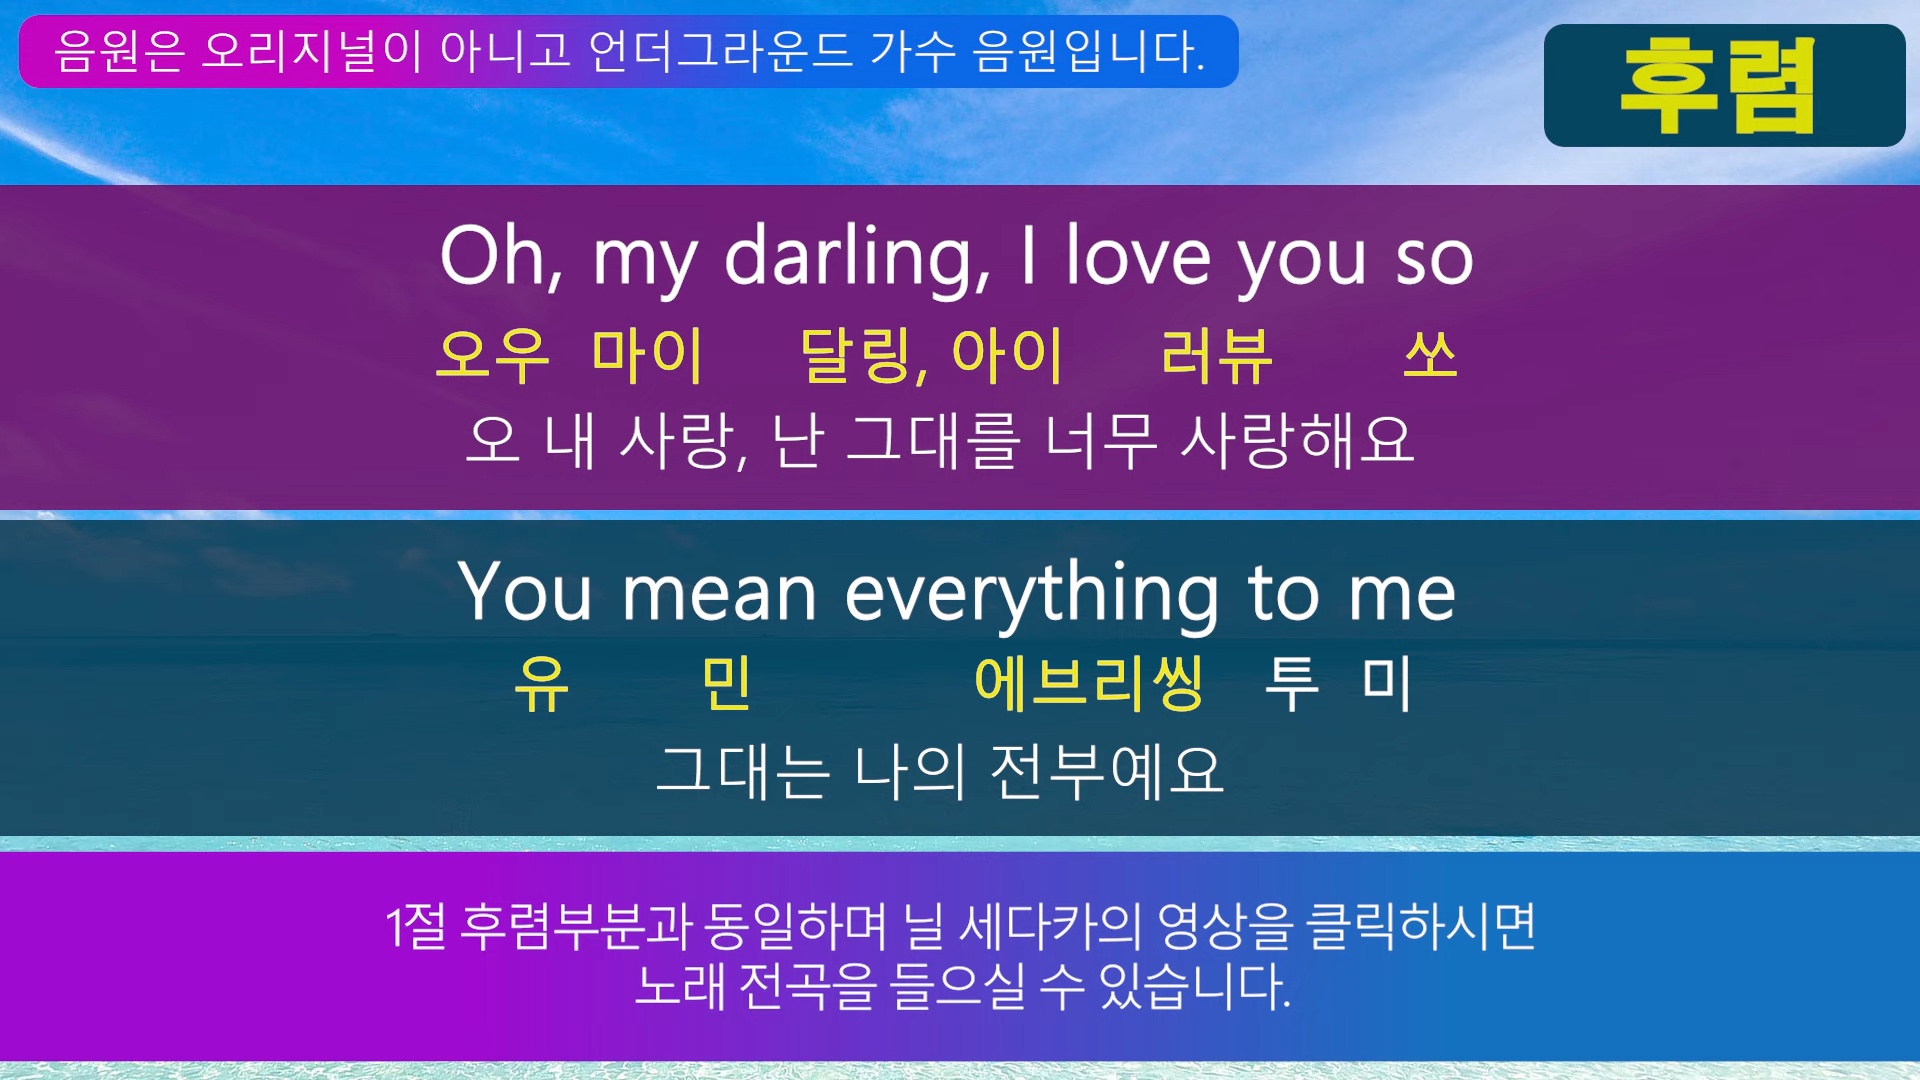 음원은 오리지널이 아니고 언더그라운드 가수 음원입니다.
후렴
Oh, my darling, I love you so
오우 마이 달링, 아이 러뷰 쏘
오 내 사랑, 난 그대를 너무 사랑해요
You mean everything to me
유 민 에브리씽 투 미
그대는 나의 전부예요
1절 후렴부분과 동일하며 닐 세다카의 영상을 클릭하시면
노래 전곡을 들으실 수 있습니다.